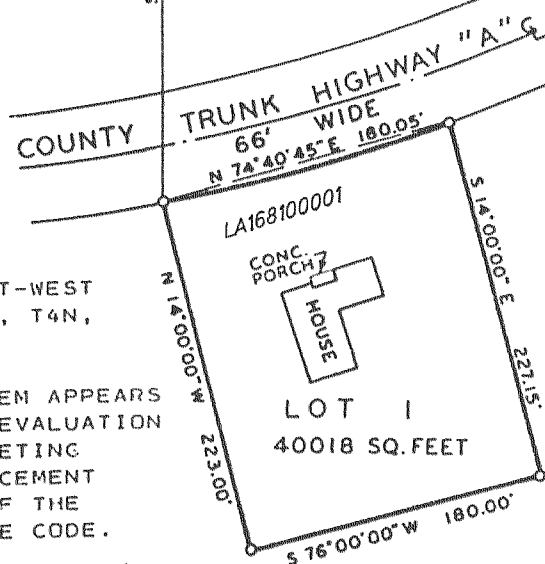 COUNTY TRUNK HIGHWAY "A" ℄
66' WIDE
N 74°40'45" E 180.05'
LA168100001
CONC.
PORCH
HOUSE
S 14°00'00" E 227.15'
N 14°00'00" W 223.00'
LOT 1
40018 SQ. FEET
S 76°00'00" W 180.00'
T-WEST
, T4N,
EM APPEARS
EVALUATION
ETING
CEMENT
F THE
E CODE.